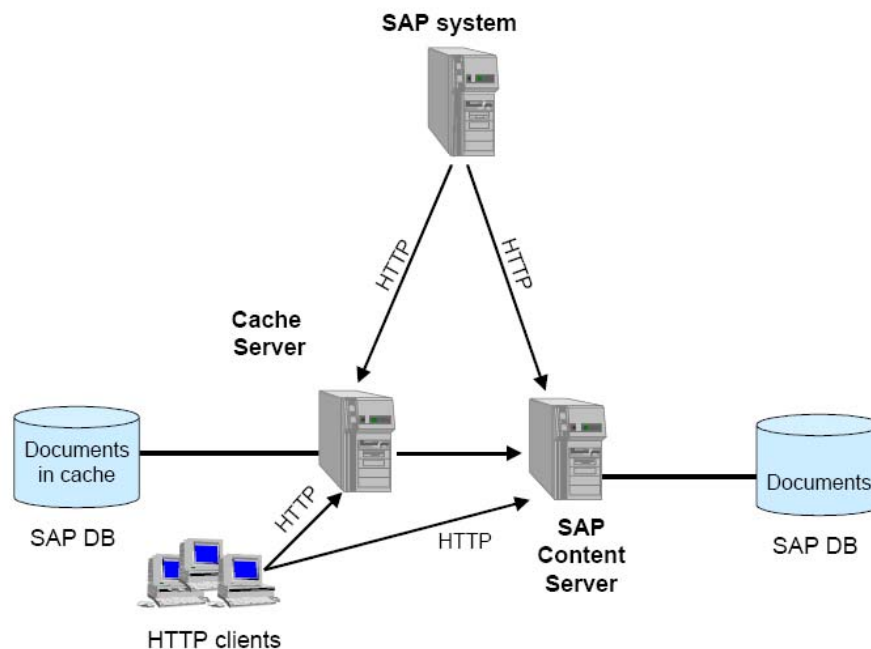 SAP system
HTTP
HTTP
Cache
Server
Documents
in cache
SAP DB
HTTP
HTTP
SAP
Content
Server
Documents
SAP DB
HTTP clients